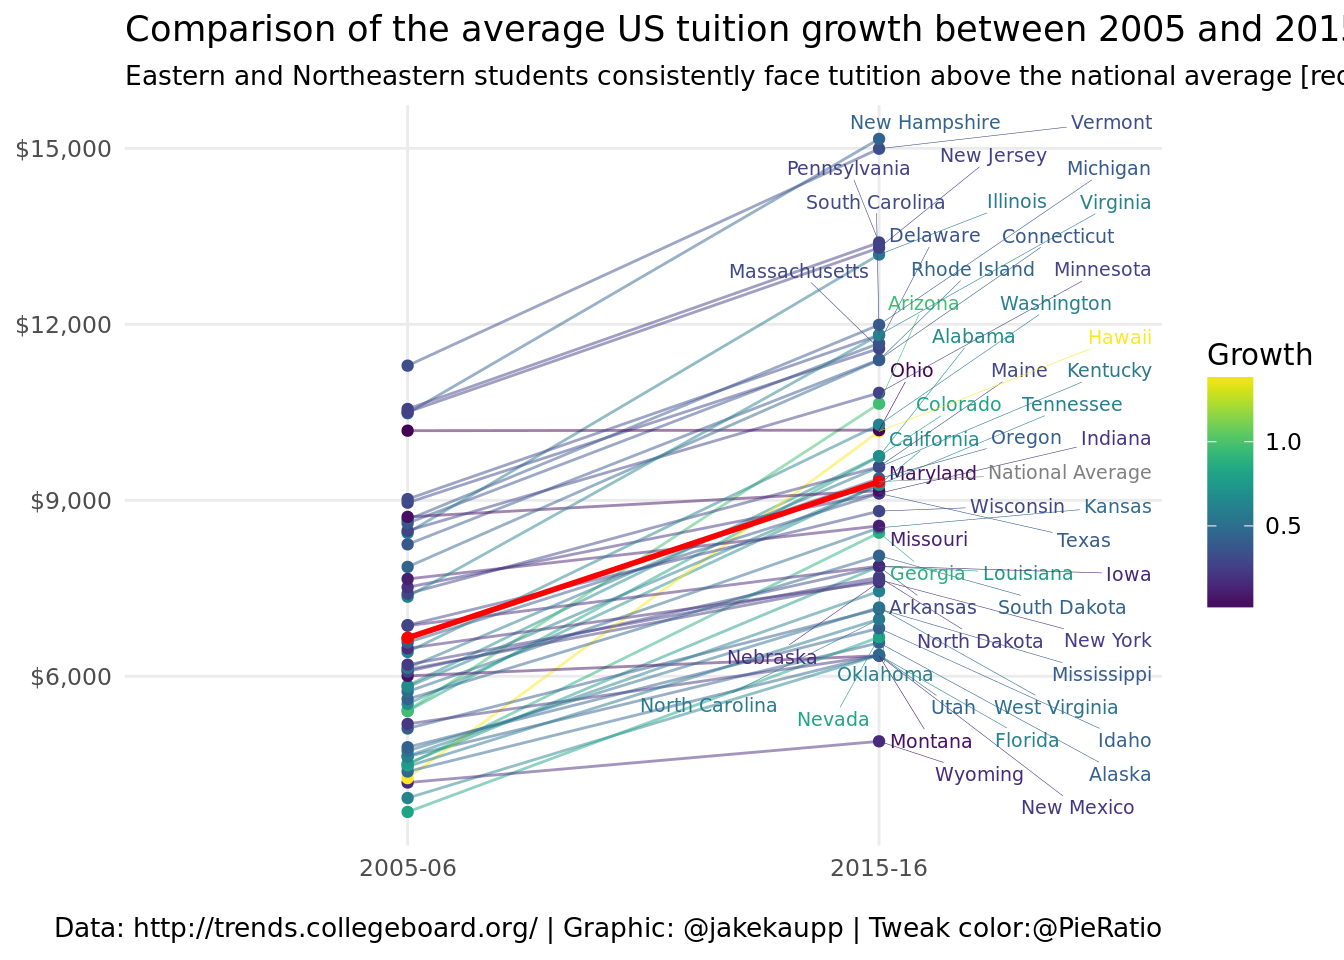 Comparison of the average US tuition growth between 2005 and 201
Eastern and Northeastern students consistently face tutition above the national average [re
New Hampshire Vermont
$15,000
New Jersey
Pennsylvania Michigan
South Carolina Illinois Virginia
Delaware Connecticut
Massachusetts Rhode Island Minnesota
Arizona Washington
$12,000
Alabama Hawaii
Growth
Ohio Maine Kentucky
Colorado Tennessee
California Oregon Indiana
1.0
Maryland National Average
$9,000
Wisconsin Kansas
0.5
Missouri Texas
Georgia Louisiana Iowa
Arkansas South Dakota
North Dakota New York
Nebraska
Oklahoma Mississippi
$6,000
North Carolina Utah West Virginia
Nevada
Montana Florida Idaho
Wyoming Alaska
New Mexico
2005-06 2015-16
Data: http://trends.collegeboard.org/ | Graphic: @jakekaupp | Tweak color:@PieRatio